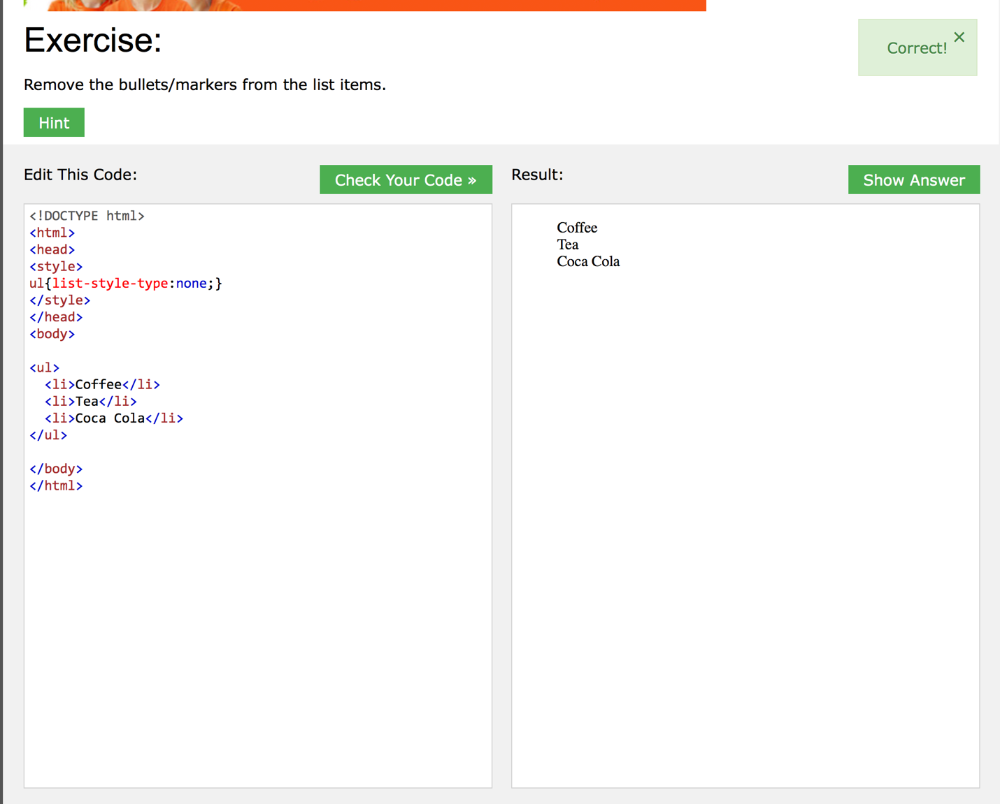 Exercise:
Correct! ×
Remove the bullets/markers from the list items.
Hint
Edit This Code:
Check Your Code »
Result:
Show Answer
<!DOCTYPE html>
<html>
<head>
<style>
ul{list-style-type:none;}
</style>
</head>
<body>
<ul>
<li>Coffee</li>
<li>Tea</li>
<li>Coca Cola</li>
</ul>
</body>
</html>
Coffee
Tea
Coca Cola